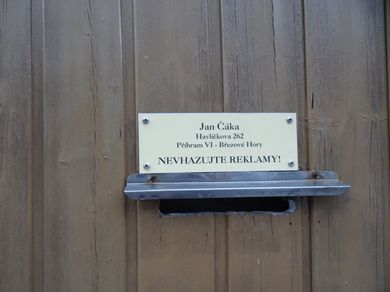 Jan Čáka
Havlíčkova 262
Příbram VI - Březové Hory
NEVHAZUJTE REKLAMY!